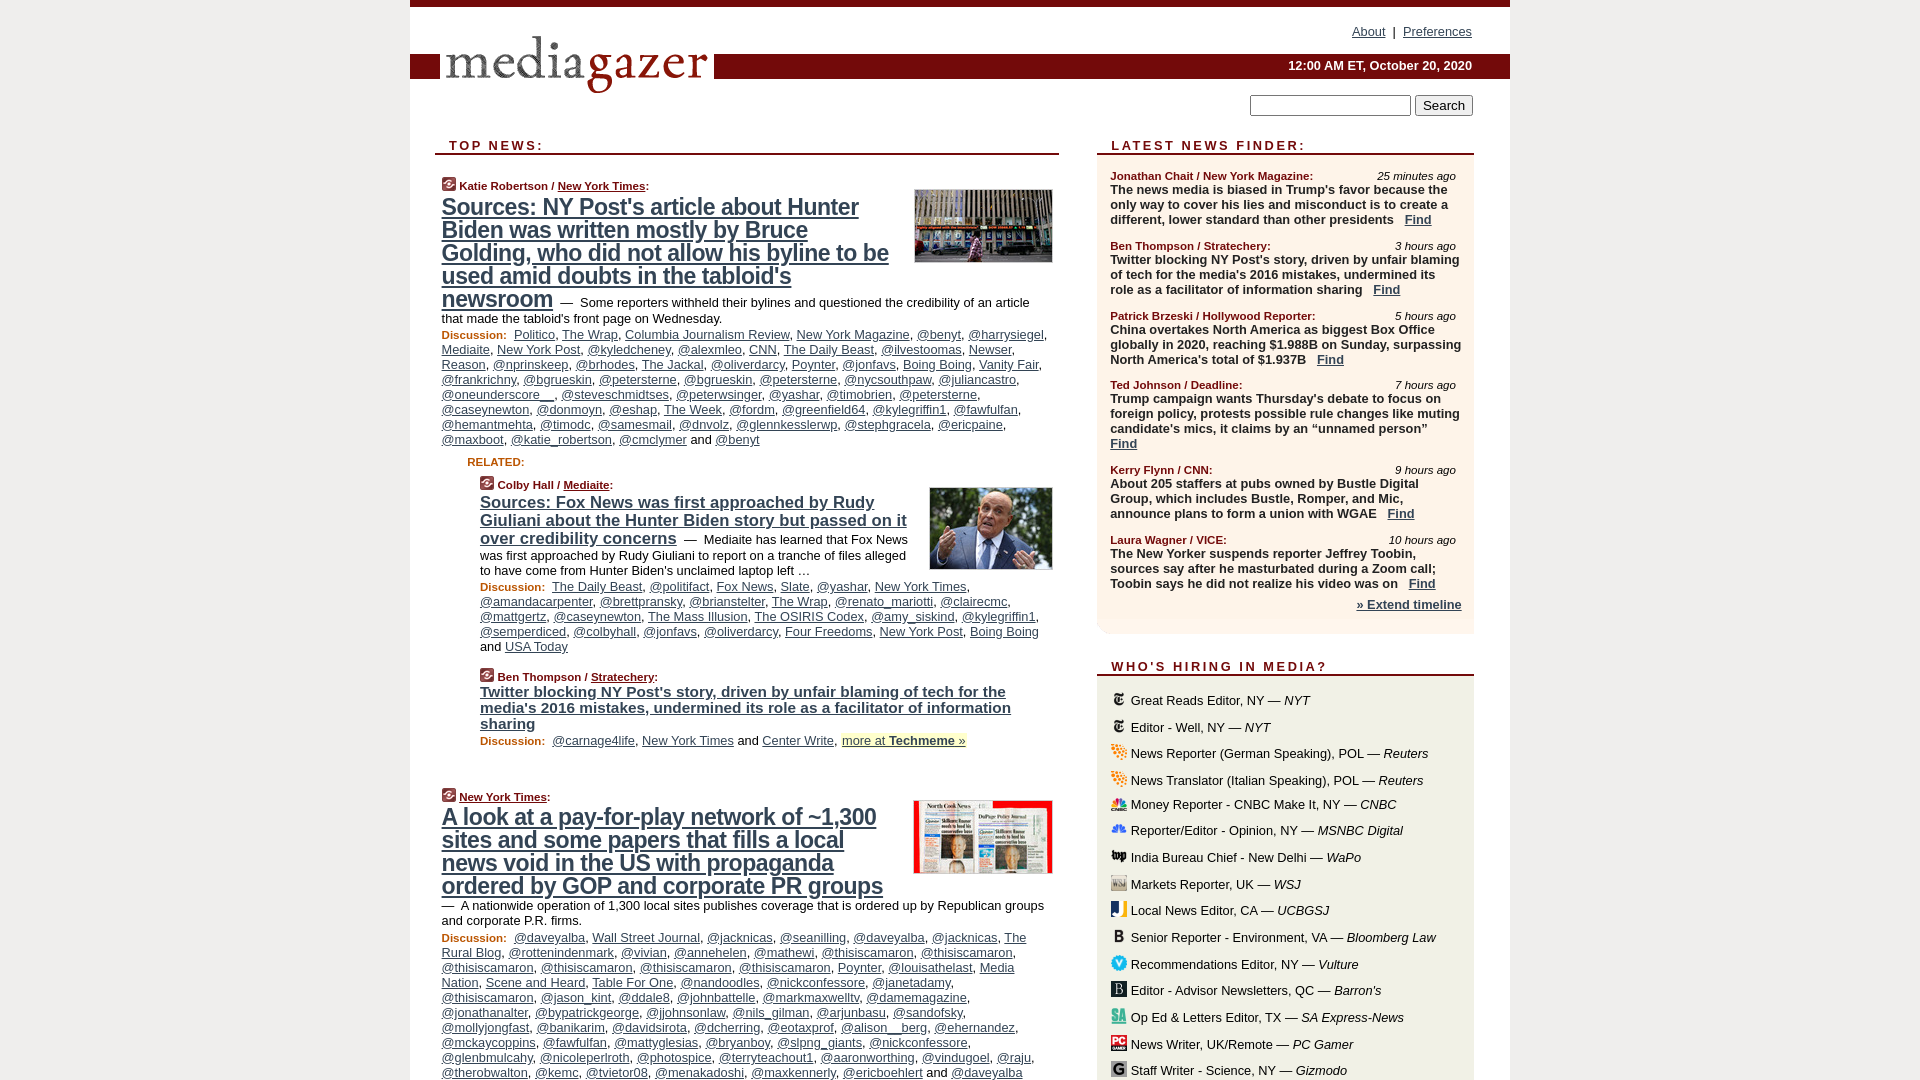 About | Preferences
mediagazer
12:00 AM ET, October 20, 2020
Search
TOP NEWS:
Katie Robertson / New York Times:
Sources: NY Post's article about Hunter
Biden was written mostly by Bruce
Golding, who did not allow his byline to be
used amid doubts in the tabloid's
newsroom — Some reporters withheld their bylines and questioned the credibility of an article
that made the tabloid's front page on Wednesday.
Discussion: Politico, The Wrap, Columbia Journalism Review, New York Magazine, @benyt, @harrysiegel,
Mediaite, New York Post, @kyledcheney, @alexmleo, CNN, The Daily Beast, @ilvestoomas, Newser,
Reason, @nprinskeep, @brhodes, The Jackal, @oliverdarcy, Poynter, @jonfavs, Boing Boing, Vanity Fair,
@frankrichny, @bgrueskin, @petersterne, @bgrueskin, @petersterne, @nycsouthpaw, @juliancastro,
@oneunderscore__, @steveschmidtses, @peterwsinger, @yashar, @timobrien, @petersterne,
@caseynewton, @donmoyn, @eshap, The Week, @fordm, @greenfield64, @kylegriffin1, @fawfulfan,
@hemantmehta, @timodc, @samesmail, @dnvolz, @glennkesslerwp, @stephgracela, @ericpaine,
@maxboot, @katie_robertson, @cmclymer and @benyt
RELATED:
Colby Hall / Mediaite:
Sources: Fox News was first approached by Rudy
Giuliani about the Hunter Biden story but passed on it
over credibility concerns — Mediaite has learned that Fox News
was first approached by Rudy Giuliani to report on a tranche of files alleged
to have come from Hunter Biden's unclaimed laptop left …
Discussion: The Daily Beast, @politifact, Fox News, Slate, @yashar, New York Times,
@amandacarpenter, @brettpransky, @brianstelter, The Wrap, @renato_mariotti, @clairecmc,
@mattgertz, @caseynewton, The Mass Illusion, The OSIRIS Codex, @amy_siskind, @kylegriffin1,
@semperdiced, @colbyhall, @jonfavs, @oliverdarcy, Four Freedoms, New York Post, Boing Boing
and USA Today
Ben Thompson / Stratechery:
Twitter blocking NY Post's story, driven by unfair blaming of tech for the
media's 2016 mistakes, undermined its role as a facilitator of information
sharing
Discussion: @carnage4life, New York Times and Center Write, more at Techmeme »
New York Times:
A look at a pay-for-play network of ~1,300
sites and some papers that fills a local
news void in the US with propaganda
ordered by GOP and corporate PR groups
— A nationwide operation of 1,300 local sites publishes coverage that is ordered up by Republican groups
and corporate P.R. firms.
Discussion: @daveyalba, Wall Street Journal, @jacknicas, @seanilling, @daveyalba, @jacknicas, The
Rural Blog, @rottenindenmark, @vivian, @annehelen, @mathewi, @thisiscamaron, @thisiscamaron,
@thisiscamaron, @thisiscamaron, @thisiscamaron, @thisiscamaron, Poynter, @louisathelast, Media
Nation, Scene and Heard, Table For One, @nandoodles, @nickconfessore, @janetadamy,
@thisiscamaron, @jason_kint, @ddale8, @johnbattelle, @markmaxwelltv, @damemagazine,
@jonathanalter, @bypatrickgeorge, @jjohnsonlaw, @nils_gilman, @arjunbasu, @sandofsky,
@mollyjongfast, @banikarim, @davidsirota, @dcherring, @eotaxprof, @alison__berg, @ehernandez,
@mckaycoppins, @fawfulfan, @mattyglesias, @bryanboy, @slpng_giants, @nickconfessore,
@glenbmulcahy, @nicoleperlroth, @photospice, @terryteachout1, @aaronworthing, @vindugoel, @raju,
@therobwalton, @kemc, @tvietor08, @menakadoshi, @maxkennerly, @ericboehlert and @daveyalba
LATEST NEWS FINDER:
Jonathan Chait / New York Magazine: 25 minutes ago
The news media is biased in Trump's favor because the
only way to cover his lies and misconduct is to create a
different, lower standard than other presidents Find
Ben Thompson / Stratechery: 3 hours ago
Twitter blocking NY Post's story, driven by unfair blaming
of tech for the media's 2016 mistakes, undermined its
role as a facilitator of information sharing Find
Patrick Brzeski / Hollywood Reporter: 5 hours ago
China overtakes North America as biggest Box Office
globally in 2020, reaching $1.988B on Sunday, surpassing
North America's total of $1.937B Find
Ted Johnson / Deadline: 7 hours ago
Trump campaign wants Thursday's debate to focus on
foreign policy, protests possible rule changes like muting
candidate's mics, it claims by an “unnamed person”
Find
Kerry Flynn / CNN: 9 hours ago
About 205 staffers at pubs owned by Bustle Digital
Group, which includes Bustle, Romper, and Mic,
announce plans to form a union with WGAE Find
Laura Wagner / VICE: 10 hours ago
The New Yorker suspends reporter Jeffrey Toobin,
sources say after he masturbated during a Zoom call;
Toobin says he did not realize his video was on Find
» Extend timeline
WHO'S HIRING IN MEDIA?
Great Reads Editor, NY — NYT
Editor - Well, NY — NYT
News Reporter (German Speaking), POL — Reuters
News Translator (Italian Speaking), POL — Reuters
Money Reporter - CNBC Make It, NY — CNBC
Reporter/Editor - Opinion, NY — MSNBC Digital
India Bureau Chief - New Delhi — WaPo
Markets Reporter, UK — WSJ
Local News Editor, CA — UCBGSJ
Senior Reporter - Environment, VA — Bloomberg Law
Recommendations Editor, NY — Vulture
Editor - Advisor Newsletters, QC — Barron's
Op Ed & Letters Editor, TX — SA Express-News
News Writer, UK/Remote — PC Gamer
Staff Writer - Science, NY — Gizmodo